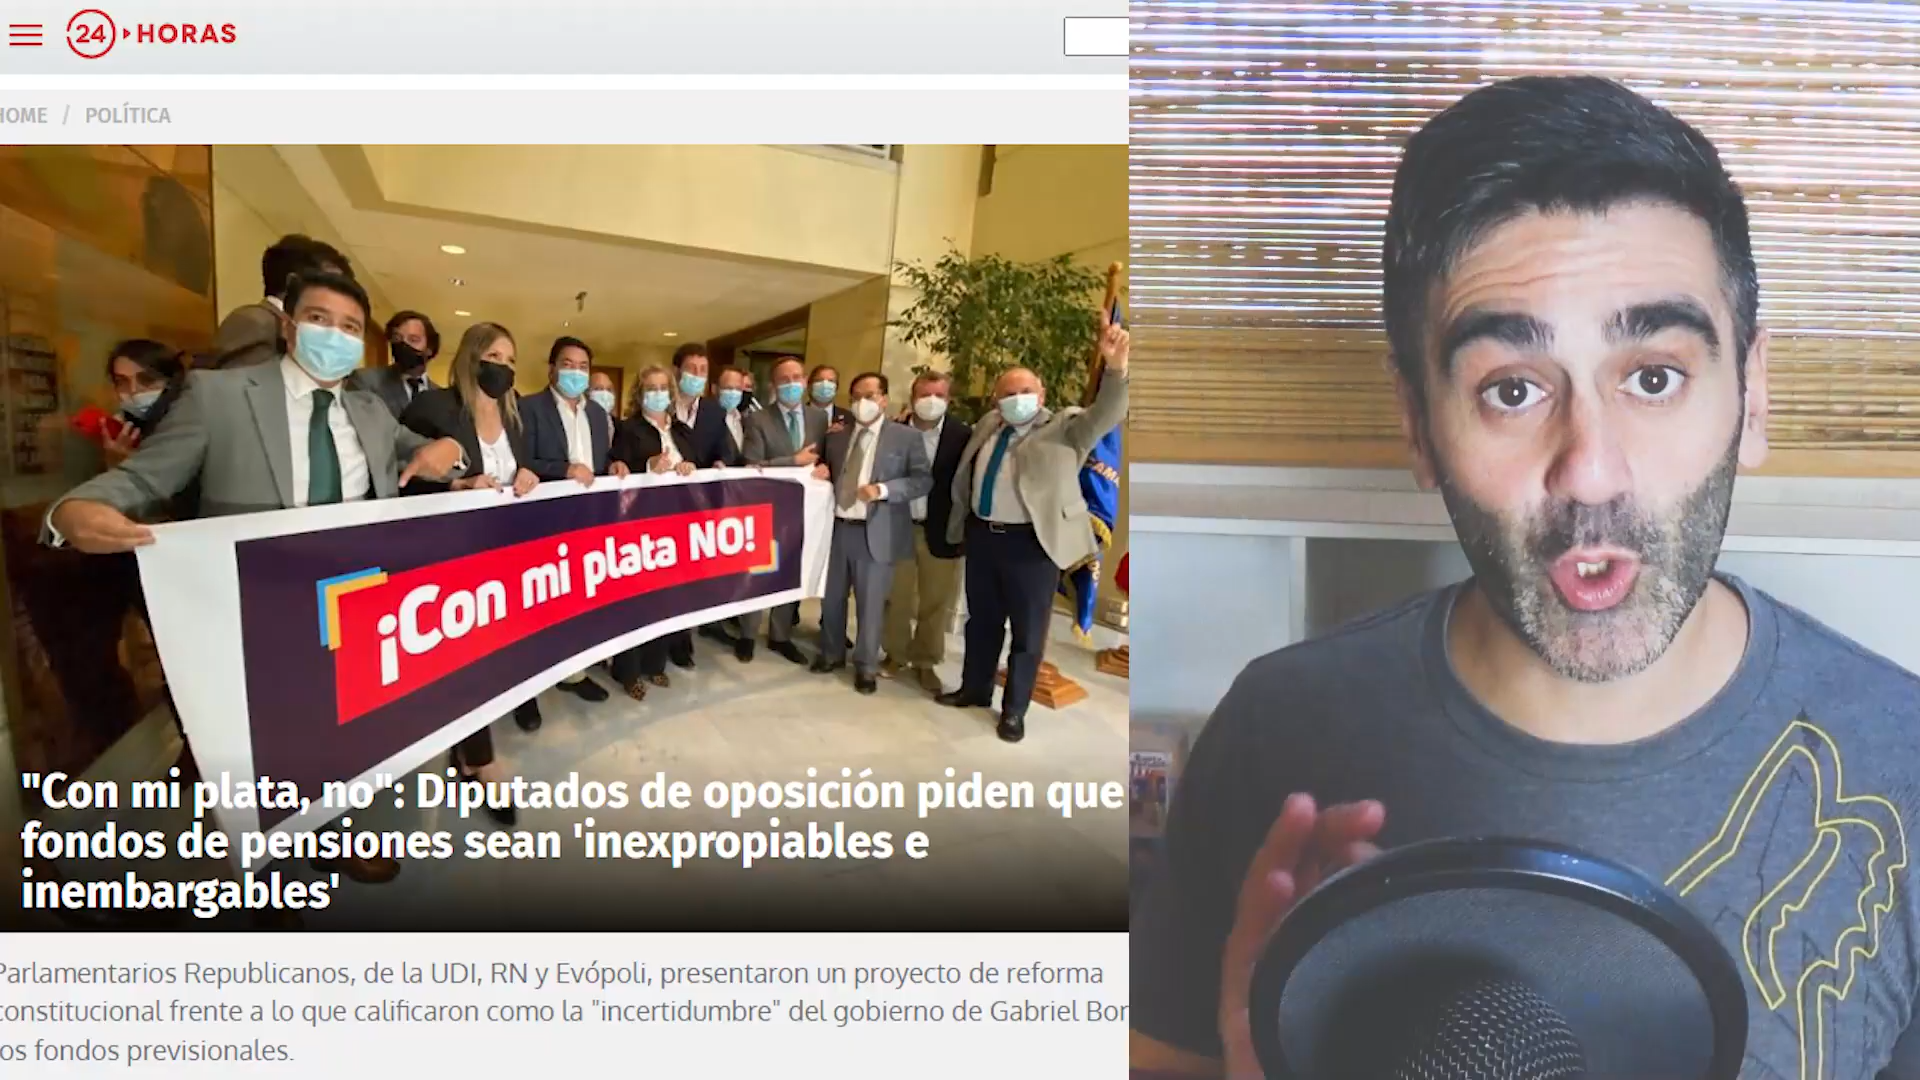 24 HORAS
HOME / POLÍTICA
¡Con mi plata NO!
"Con mi plata, no": Diputados de oposición piden que
fondos de pensiones sean 'inexpropiables e
inembargables'
Parlamentarios Republicanos, de la UDI, RN y Evópoli, presentaron un proyecto de reforma
constitucional frente a lo que calificaron como la "incertidumbre" del gobierno de Gabriel Bor
los fondos previsionales.